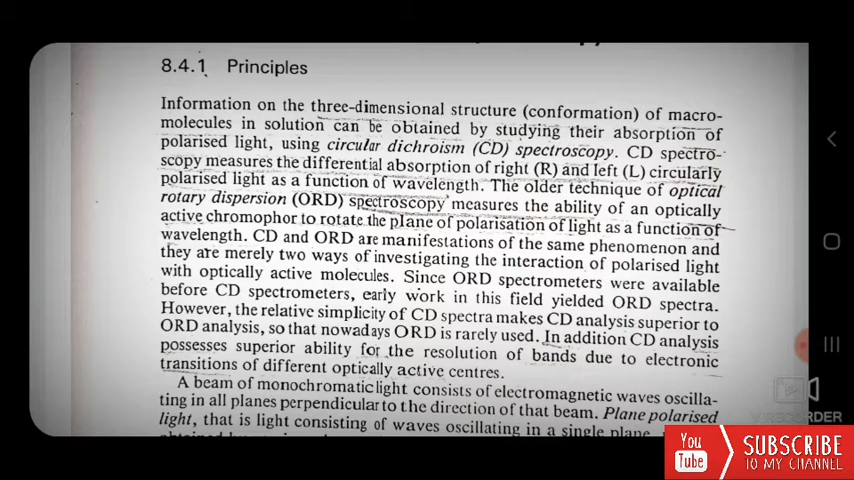 8.4.1 Principles
Information on the three-dimensional structure (conformation) of macro-
molecules in solution can be obtained by studying their absorption of
polarised light, using circular dichroism (CD) spectroscopy. CD spectro-
scopy measures the differential absorption of right (R) and left (L) circularly
polarised light as a function of wavelength. The older technique of optical
rotary dispersion (ORD) spectroscopy measures the ability of an optically
active chromophor to rotate the plane of polarisation of light as a function of
wavelength. CD and ORD are manifestations of the same phenomenon and
they are merely two ways of investigating the interaction of polarised light
with optically active molecules. Since ORD spectrometers were available
before CD spectrometers, early work in this field yielded ORD spectra.
However, the relative simplicity of CD spectra makes CD analysis superior to
ORD analysis, so that nowadays ORD is rarely used. In addition CD analysis
possesses superior ability for the resolution of bands due to electronic
transitions of different optically active centres.
A beam of monochromatic light consists of electromagnetic waves oscilla-
ting in all planes perpendicular to the direction of that beam. Plane polarised
light, that is light consisting of waves oscillating in a single plane,
RECORDER
You
Tube
SUBSCRIBE
TO MY CHANNEL